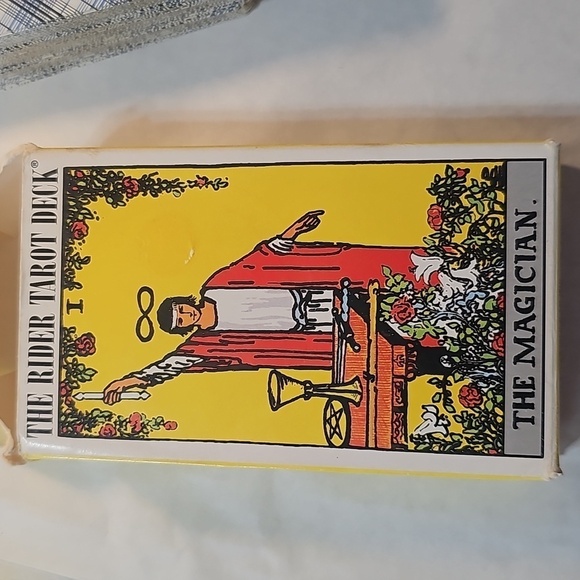 THE RIDER TAROT DECK®
I
THE MAGICIAN.